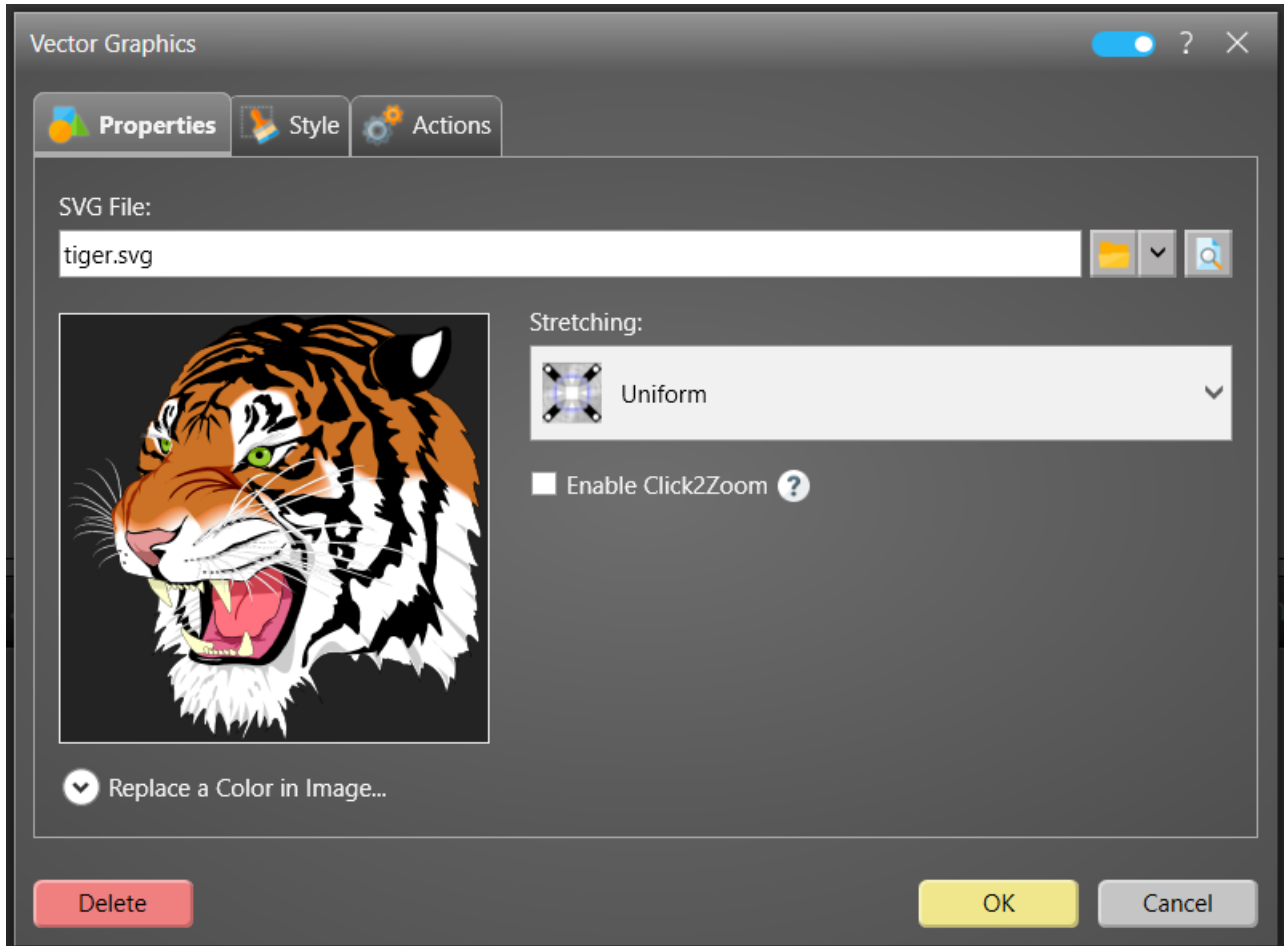 Vector Graphics
?
Properties
Style
Actions
SVG File:
tiger.svg
Stretching:
Uniform
Enable Click2Zoom ?
Replace a Color in Image...
Delete
OK
Cancel